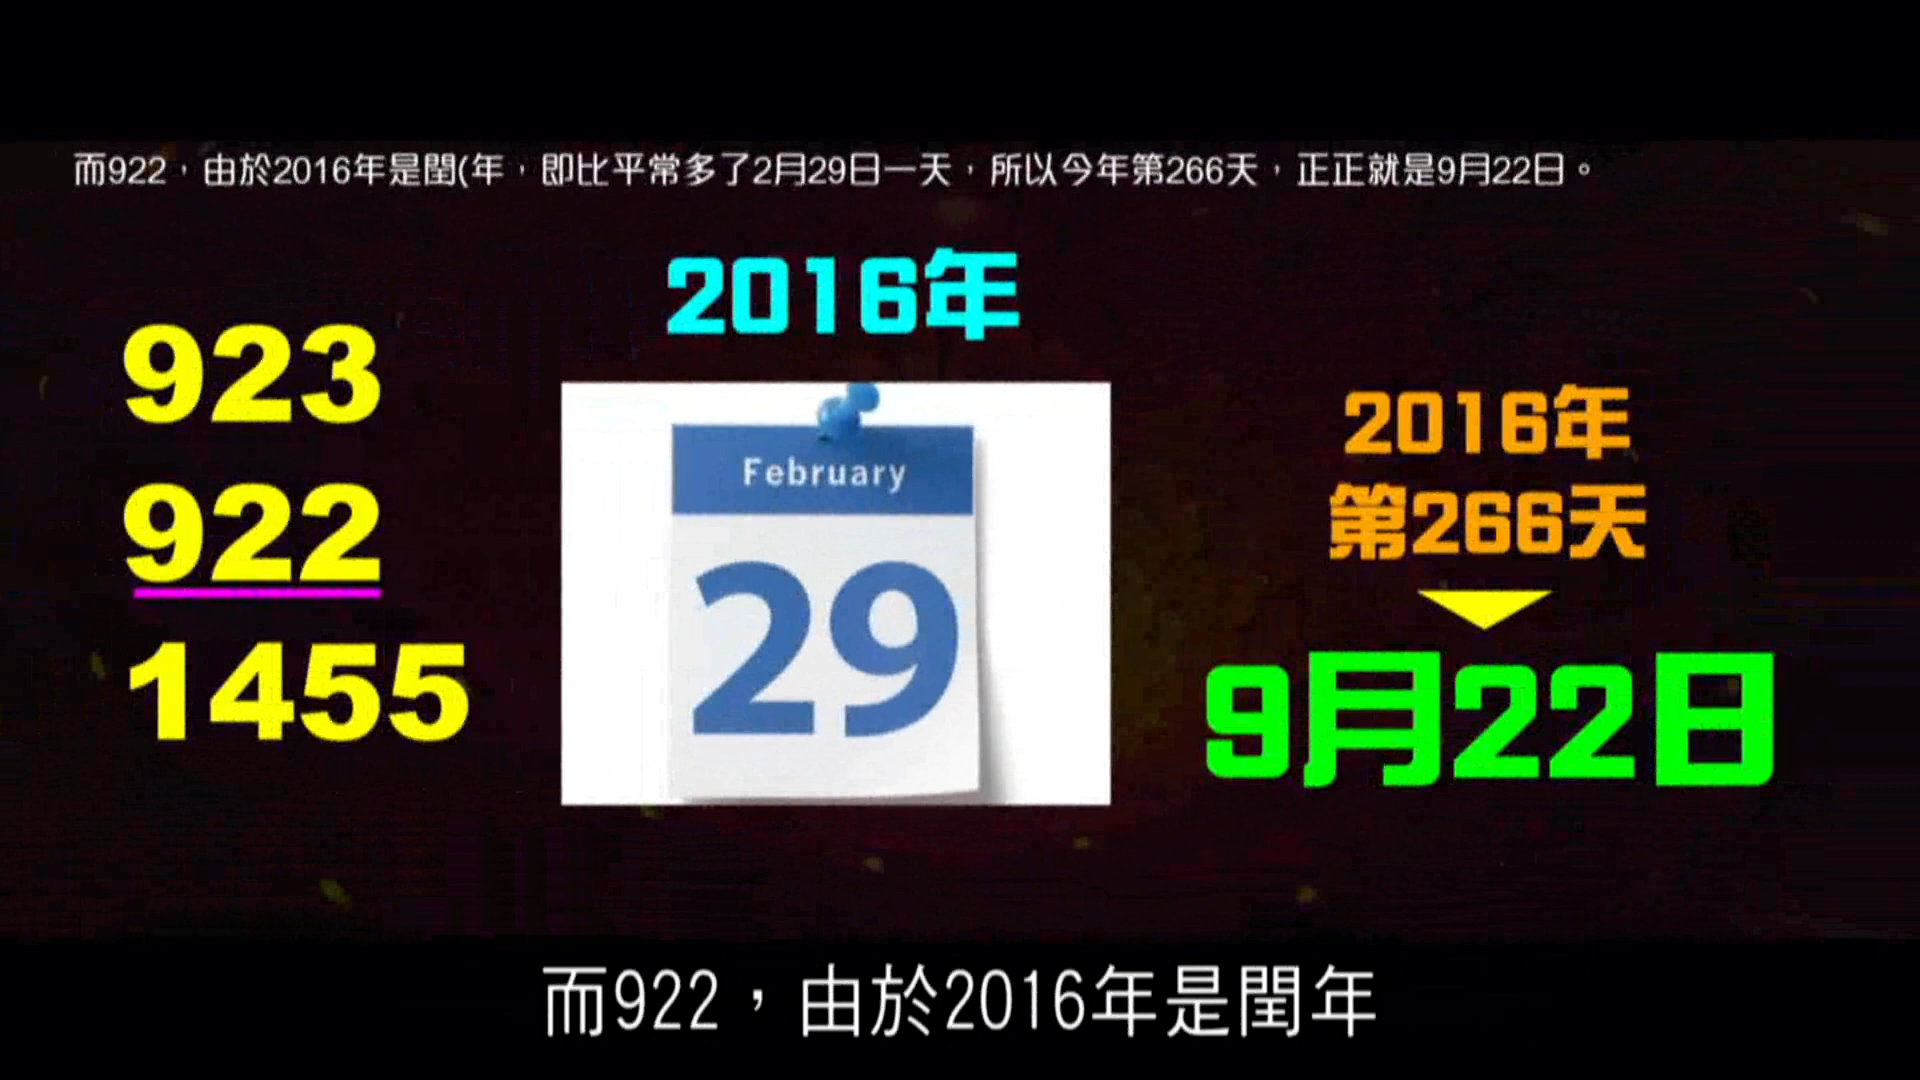 而922，由於2016年是閏(年，即比平常多了2月29日一天，所以今年第266天，正正就是9月22日。
923
922
1455
2016年
February
29
2016年
第266天
9月22日
而922，由於2016年是閏年